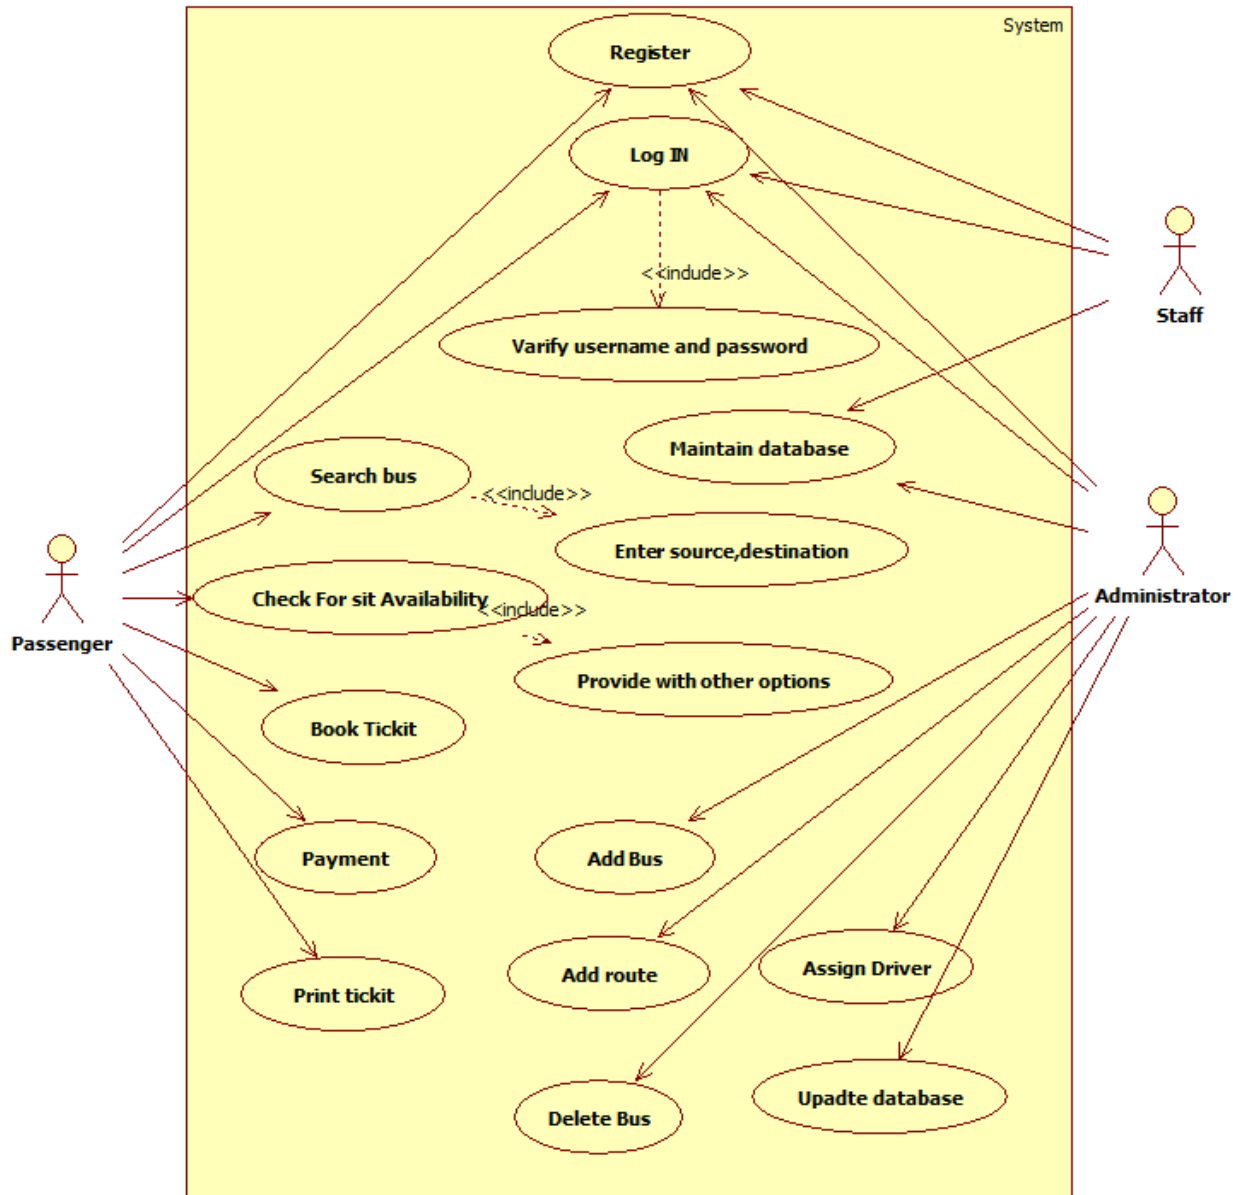 System
Register
Log IN
<<indude>>
Staff
Varify username and password
Maintain database
Search bus
<<include>>
Enter source,destination
Check For sit Availability
<<include>>
Administrator
Passenger
Provide with other options
Book Tickit
Payment
Add Bus
Add route
Assign Driver
Print tickit
Delete Bus
Upadte database